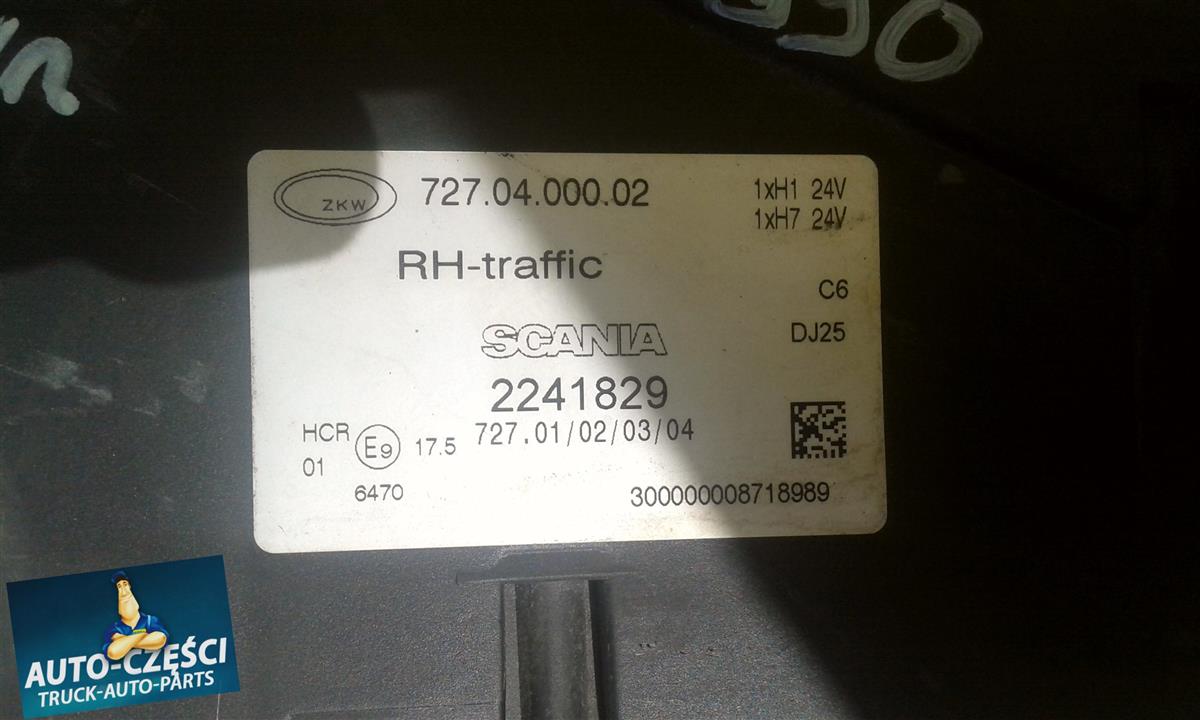 990
ZKW 727.04.000.02 1xH1 24V
1xH7 24V
RH-traffic
C6
SCANIA DJ25
2241829
HCR E9 17.5 727.01/02/03/04
01
6470 300000008718989
AUTO-CZĘŚCI
TRUCK-AUTO-PARTS